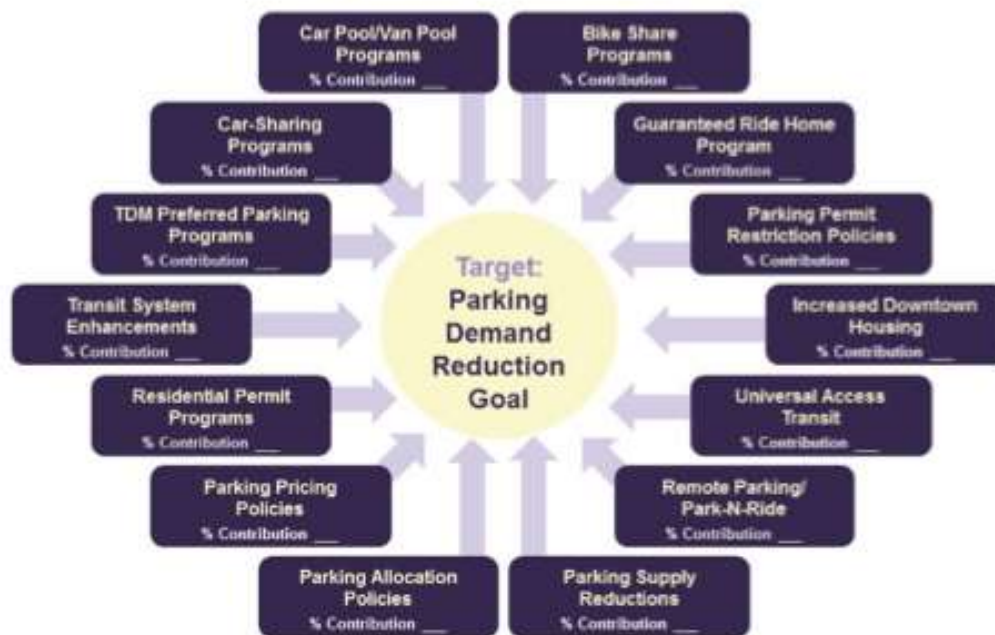 Car Pool/Van Pool
Programs
% Contribution ___
Bike Share
Programs
% Contribution ___
Car-Sharing
Programs
% Contribution ___
Guaranteed Ride Home
Program
% Contribution ___
TDM Preferred Parking
Programs
% Contribution ___
Parking Permit
Restriction Policies
% Contribution ___
Transit System
Enhancements
% Contribution ___
Target:
Parking
Demand
Reduction
Goal
Increased Downtown
Housing
% Contribution ___
Residential Permit
Programs
% Contribution ___
Universal Access
Transit
% Contribution ___
Parking Pricing
Policies
% Contribution ___
Remote Parking/
Park-N-Ride
% Contribution ___
Parking Allocation
Policies
% Contribution ___
Parking Supply
Reductions
% Contribution ___